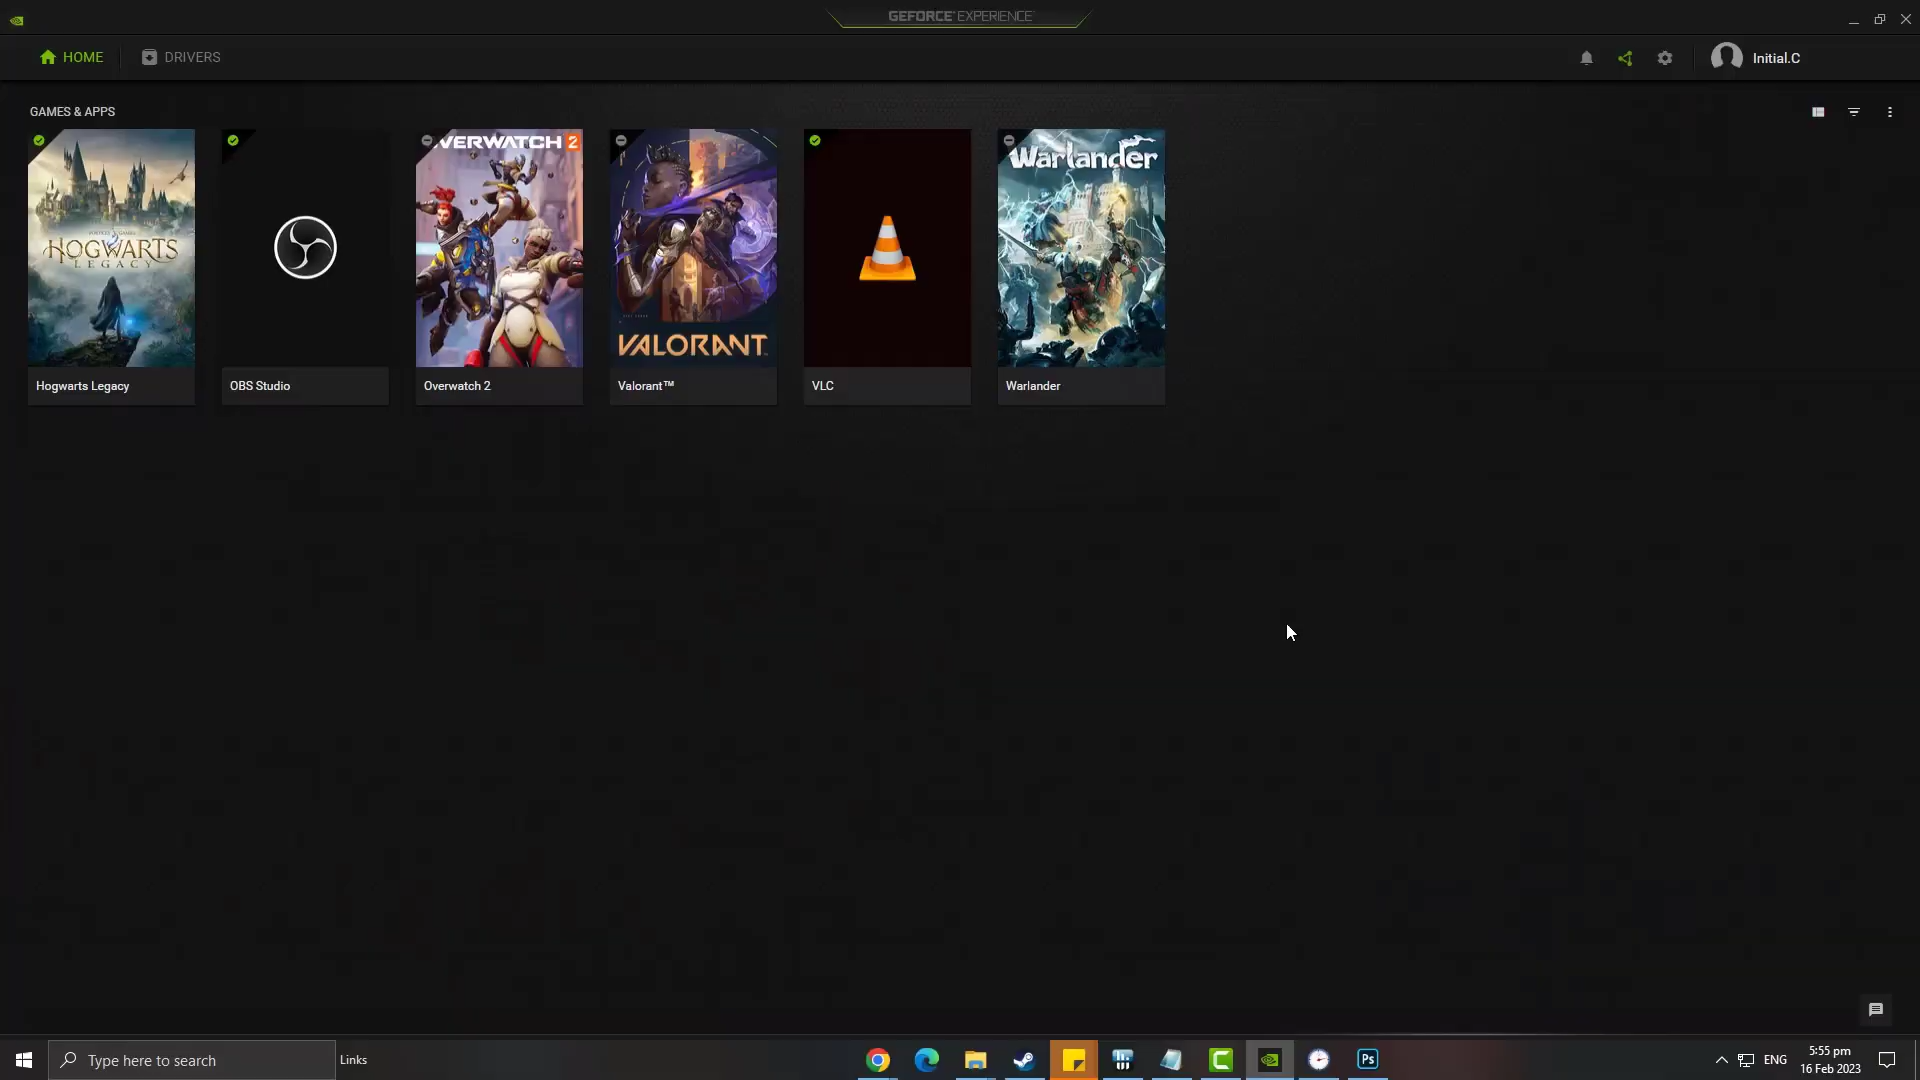 GEFORCE EXPERIENCE
HOME
DRIVERS
Initial.C
GAMES & APPS
HOGWARTS
LEGACY
VERWATCH 2
VALORANT
Warlander
Hogwarts Legacy
OBS Studio
Overwatch 2
Valorant™
VLC
Warlander
Type here to search
Links
Ps
ENG
5:55 pm
16 Feb 2023